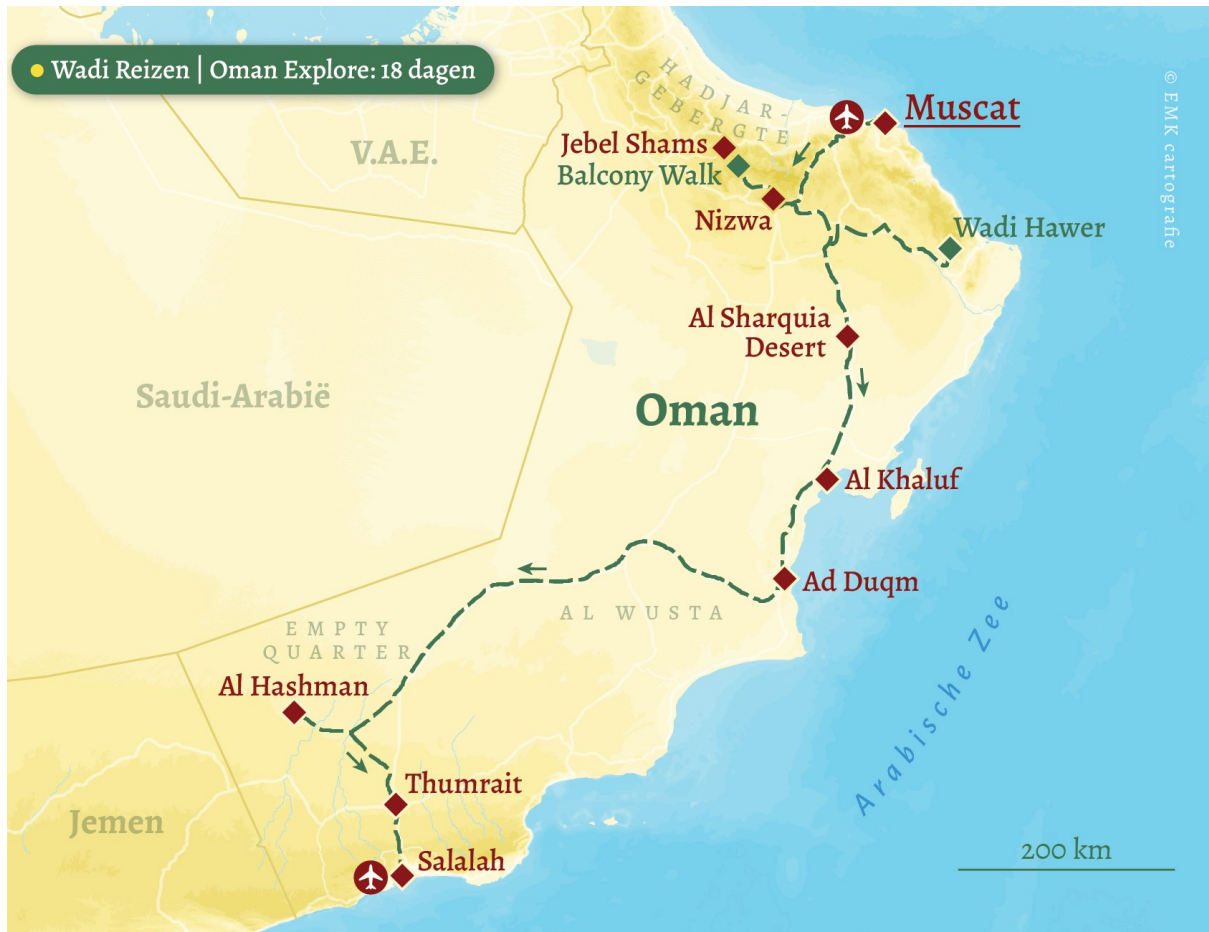 Wadi Reizen | Oman Explore: 18 dagen
© EMK cartografie
HADJAR-
GEBERGTE
Muscat
V.A.E.
Jebel Shams
Balcony Walk
Nizwa
Wadi Hawer
Al Sharquia
Desert
Saudi-Arabië
Oman
Al Khaluf
Ad Duqm
AL WUSTA
EMPTY
QUARTER
Al Hashman
Arabische Zee
Thumrait
Jemen
Salalah
200 km